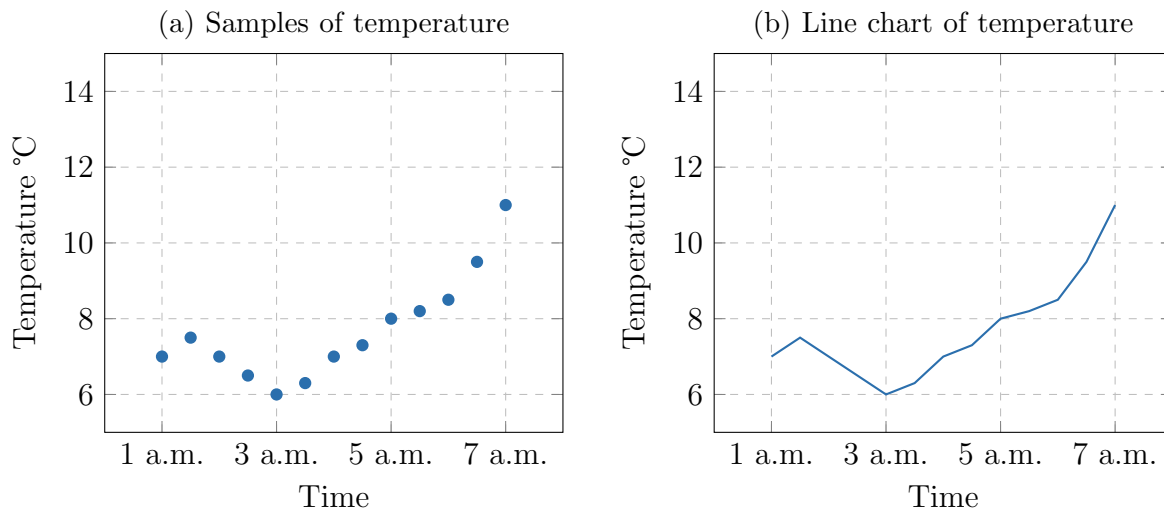 (a) Samples of temperature
14
12
10
8
6
Temperature °C
1 a.m. 3 a.m. 5 a.m. 7 a.m.
Time
(b) Line chart of temperature
14
12
10
8
6
Temperature °C
1 a.m. 3 a.m. 5 a.m. 7 a.m.
Time